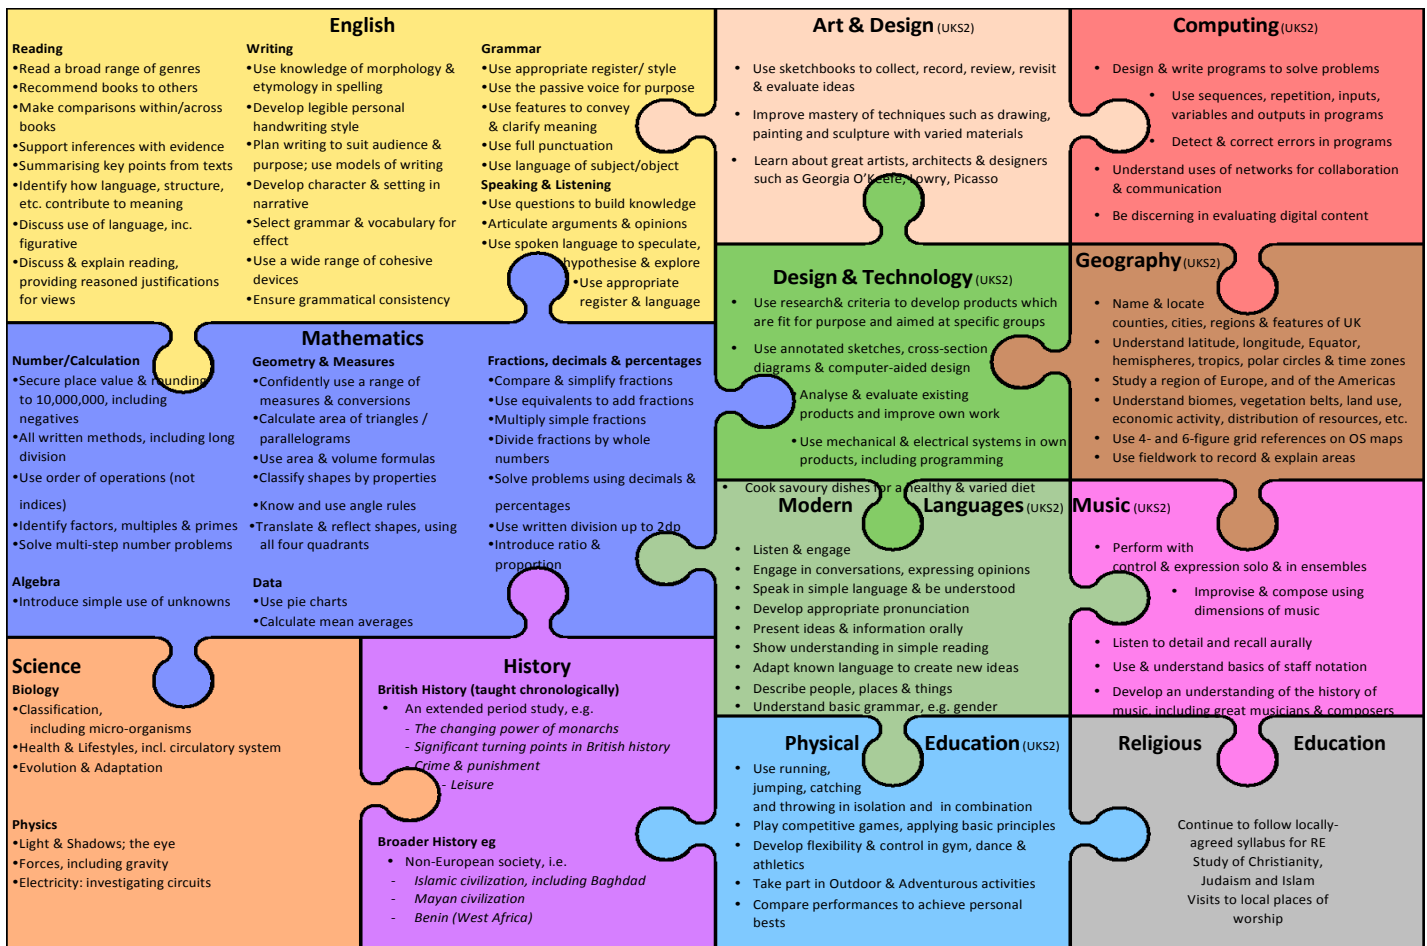 English
Reading
•Read a broad range of genres
•Recommend books to others
•Make comparisons within/across
books
•Support inferences with evidence
•Summarising key points from texts
•Identify how language, structure,
etc. contribute to meaning
•Discuss use of language, inc.
figurative
•Discuss & explain reading,
providing reasoned justifications
for views
Writing
•Use knowledge of morphology &
etymology in spelling
•Develop legible personal
handwriting style
•Plan writing to suit audience &
purpose; use models of writing
•Develop character & setting in
narrative
•Select grammar & vocabulary for
effect
•Use a wide range of cohesive
devices
•Ensure grammatical consistency
Grammar
•Use appropriate register/ style
•Use the passive voice for purpose
•Use features to convey
& clarify meaning
•Use full punctuation
•Use language of subject/object
Speaking & Listening
•Use questions to build knowledge
•Articulate arguments & opinions
•Use spoken language to speculate,
hypothesise & explore
•Use appropriate
register & language
Art & Design (UKS2)
• Use sketchbooks to collect, record, review, revisit
& evaluate ideas
• Improve mastery of techniques such as drawing,
painting and sculpture with varied materials
• Learn about great artists, architects & designers
such as Georgia O'Keefe, Lowry, Picasso
Computing (UKS2)
• Design & write programs to solve problems
• Use sequences, repetition, inputs,
variables and outputs in programs
• Detect & correct errors in programs
• Understand uses of networks for collaboration
& communication
• Be discerning in evaluating digital content
Design & Technology (UKS2)
• Use research& criteria to develop products which
are fit for purpose and aimed at specific groups
• Use annotated sketches, cross-section
diagrams & computer-aided design
• Analyse & evaluate existing
products and improve own work
• Use mechanical & electrical systems in own
products, including programming
• Cook savoury dishes for a healthy & varied diet
Geography (UKS2)
• Name & locate
counties, cities, regions & features of UK
• Understand latitude, longitude, Equator,
hemispheres, tropics, polar circles & time zones
• Study a region of Europe, and of the Americas
• Understand biomes, vegetation belts, land use,
economic activity, distribution of resources, etc.
• Use 4- and 6-figure grid references on OS maps
• Use fieldwork to record & explain areas
Mathematics
Number/Calculation
•Secure place value & rounding
to 10,000,000, including
negatives
•All written methods, including long
division
•Use order of operations (not
indices)
•Identify factors, multiples & primes
•Solve multi-step number problems
Algebra
•Introduce simple use of unknowns
Geometry & Measures
•Confidently use a range of
measures & conversions
•Calculate area of triangles /
parallelograms
•Use area & volume formulas
•Classify shapes by properties
•Know and use angle rules
•Translate & reflect shapes, using
all four quadrants
Data
•Use pie charts
•Calculate mean averages
Fractions, decimals & percentages
•Compare & simplify fractions
•Use equivalents to add fractions
•Multiply simple fractions
•Divide fractions by whole
numbers
•Solve problems using decimals &
percentages
•Use written division up to 2dp
•Introduce ratio &
proportion
Modern Languages (UKS2)
• Listen & engage
• Engage in conversations, expressing opinions
• Speak in simple language & be understood
• Develop appropriate pronunciation
• Present ideas & information orally
• Show understanding in simple reading
• Adapt known language to create new ideas
• Describe people, places & things
• Understand basic grammar, e.g. gender
Music (UKS2)
• Perform with
control & expression solo & in ensembles
• Improvise & compose using
dimensions of music
• Listen to detail and recall aurally
• Use & understand basics of staff notation
• Develop an understanding of the history of
music, including great musicians & composers
Science
Biology
•Classification,
including micro-organisms
•Health & Lifestyles, incl. circulatory system
•Evolution & Adaptation
Physics
•Light & Shadows; the eye
•Forces, including gravity
•Electricity: investigating circuits
History
British History (taught chronologically)
• An extended period study, e.g.
- The changing power of monarchs
- Significant turning points in British history
- Crime & punishment
- Leisure
Broader History eg
• Non-European society, i.e.
- Islamic civilization, including Baghdad
- Mayan civilization
- Benin (West Africa)
Physical Education (UKS2)
• Use running,
jumping, catching
and throwing in isolation and in combination
• Play competitive games, applying basic principles
• Develop flexibility & control in gym, dance &
athletics
• Take part in Outdoor & Adventurous activities
• Compare performances to achieve personal
bests
Religious Education
Continue to follow locally-
agreed syllabus for RE
Study of Christianity,
Judaism and Islam
Visits to local places of
worship